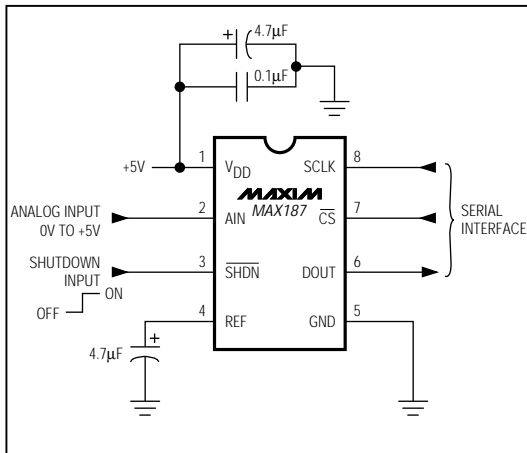 + 4.7µF
0.1µF
+5V
1 VDD SCLK 8
MAXIM
MAX187
ANALOG INPUT
0V TO +5V
2 AIN CS 7
SERIAL
INTERFACE
SHUTDOWN
INPUT
3 SHDN DOUT 6
OFF ON
4 REF GND 5
4.7µF +